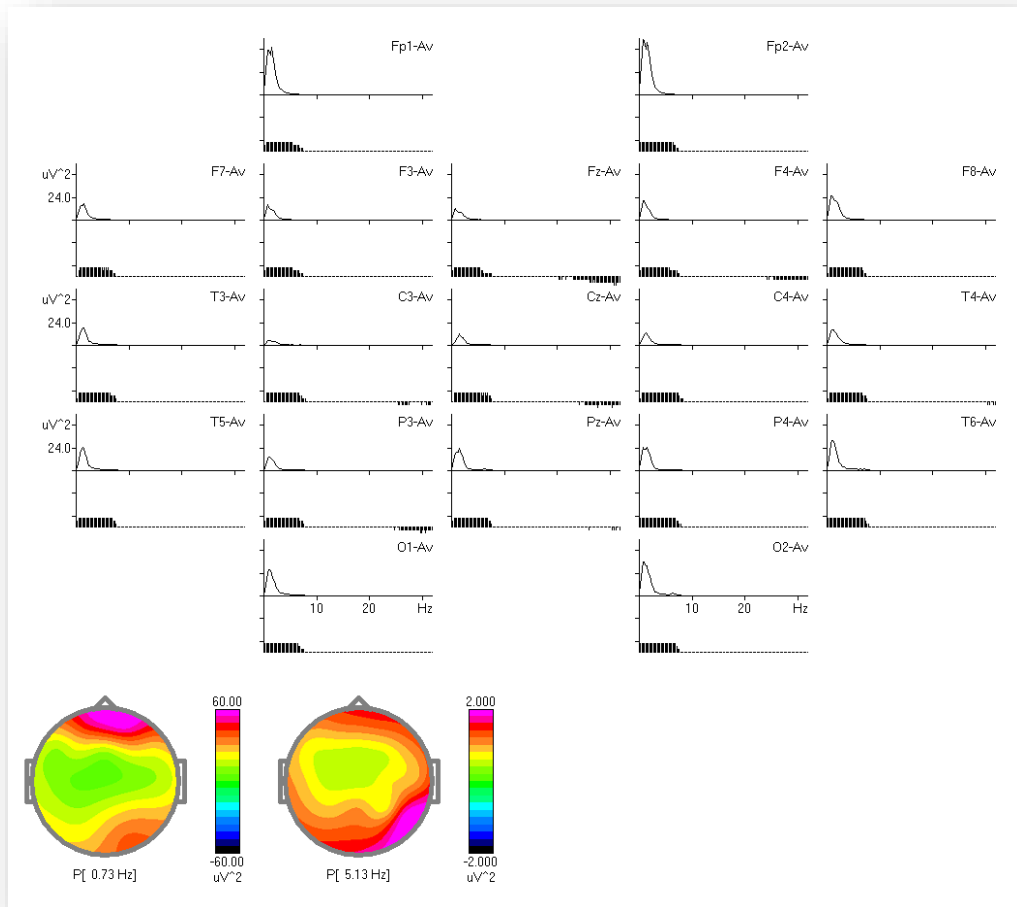 Fp1-Av Fp2-Av
uV^2 F7-Av F3-Av Fz-Av F4-Av F8-Av
24.0
uV^2 T3-Av C3-Av Cz-Av C4-Av T4-Av
24.0
uV^2 T5-Av P3-Av Pz-Av P4-Av T6-Av
24.0
O1-Av O2-Av
10 20 Hz 10 20 Hz
60.00 2.000
-60.00 -2.000
P[ 0.73 Hz] uV^2 P[ 5.13 Hz] uV^2